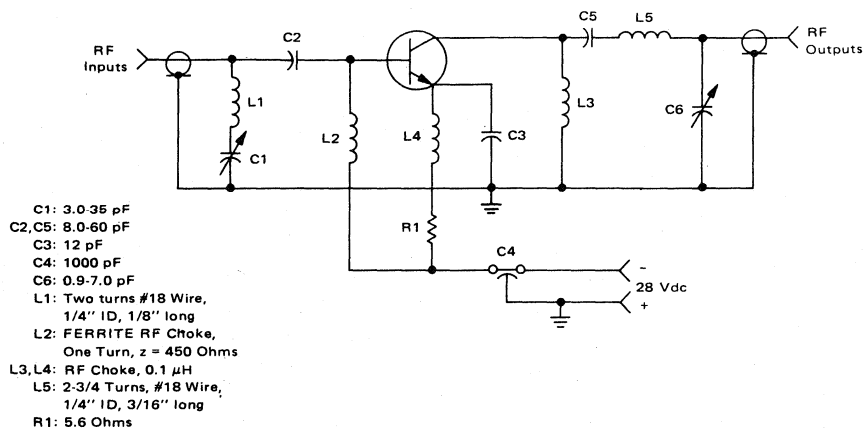 C5
L5
C2
RF
Inputs
RF
Outputs
L1
L3
C6
L2
L4
C3
C1
R1
C4
-
28 Vdc
+
C1: 3.0-35 pF
C2,C5: 8.0-60 pF
C3: 12 pF
C4: 1000 pF
C6: 0.9-7.0 pF
L1: Two turns #18 Wire,
1/4" ID, 1/8" long
L2: FERRITE RF Choke,
One Turn, z = 450 Ohms
L3,L4: RF Choke, 0.1 μH
L5: 2-3/4 Turns, #18 Wire,
1/4" ID, 3/16" long
R1: 5.6 Ohms